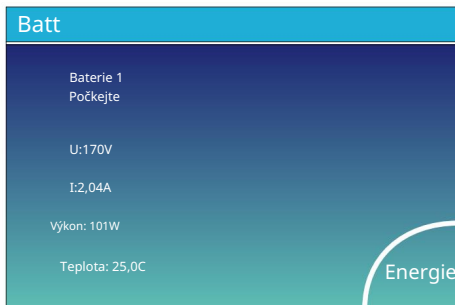 Batt
Baterie 1
Počkejte
U:170V
I:2,04A
Výkon: 101W
Teplota: 25,0C
Energie